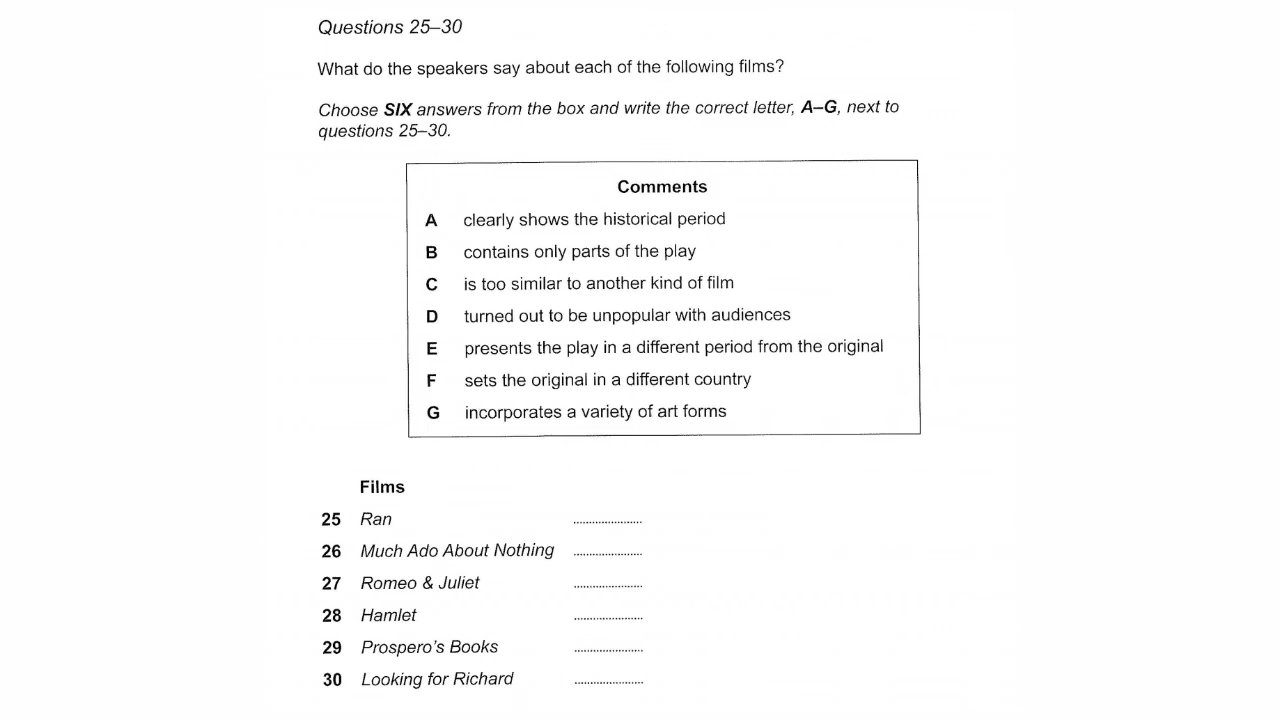 Questions 25–30
What do the speakers say about each of the following films?
Choose SIX answers from the box and write the correct letter, A–G, next to
questions 25–30.
Comments
A clearly shows the historical period
B contains only parts of the play
C is too similar to another kind of film
D turned out to be unpopular with audiences
E presents the play in a different period from the original
F sets the original in a different country
G incorporates a variety of art forms
Films
25 Ran ......................
26 Much Ado About Nothing ......................
27 Romeo & Juliet ......................
28 Hamlet ......................
29 Prospero's Books ......................
30 Looking for Richard ......................